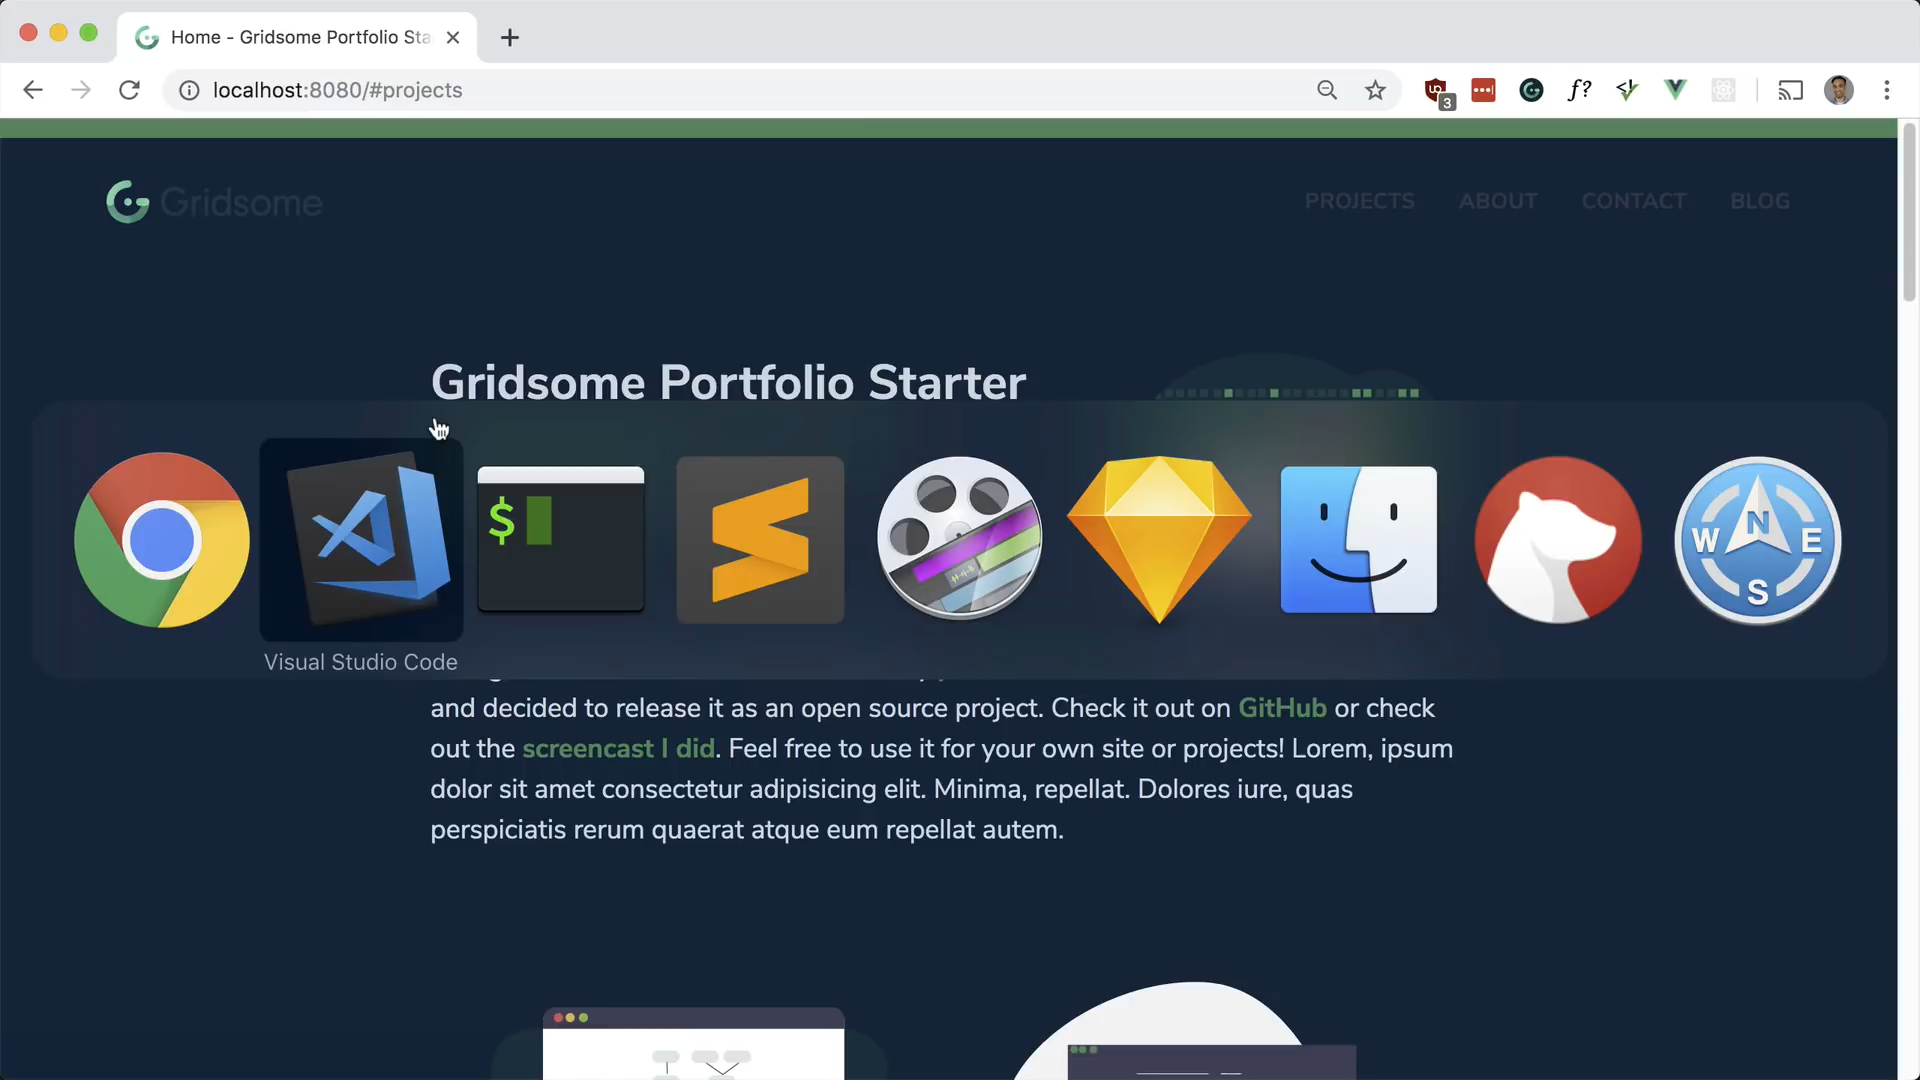 Home - Gridsome Portfolio Sta
localhost:8080/#projects
3
f?
Gridsome
PROJECTS ABOUT CONTACT BLOG
Gridsome Portfolio Starter
$
N
W E
S
Visual Studio Code
and decided to release it as an open source project. Check it out on GitHub or check
out the screencast I did. Feel free to use it for your own site or projects! Lorem, ipsum
dolor sit amet consectetur adipisicing elit. Minima, repellat. Dolores iure, quas
perspiciatis rerum quaerat atque eum repellat autem.